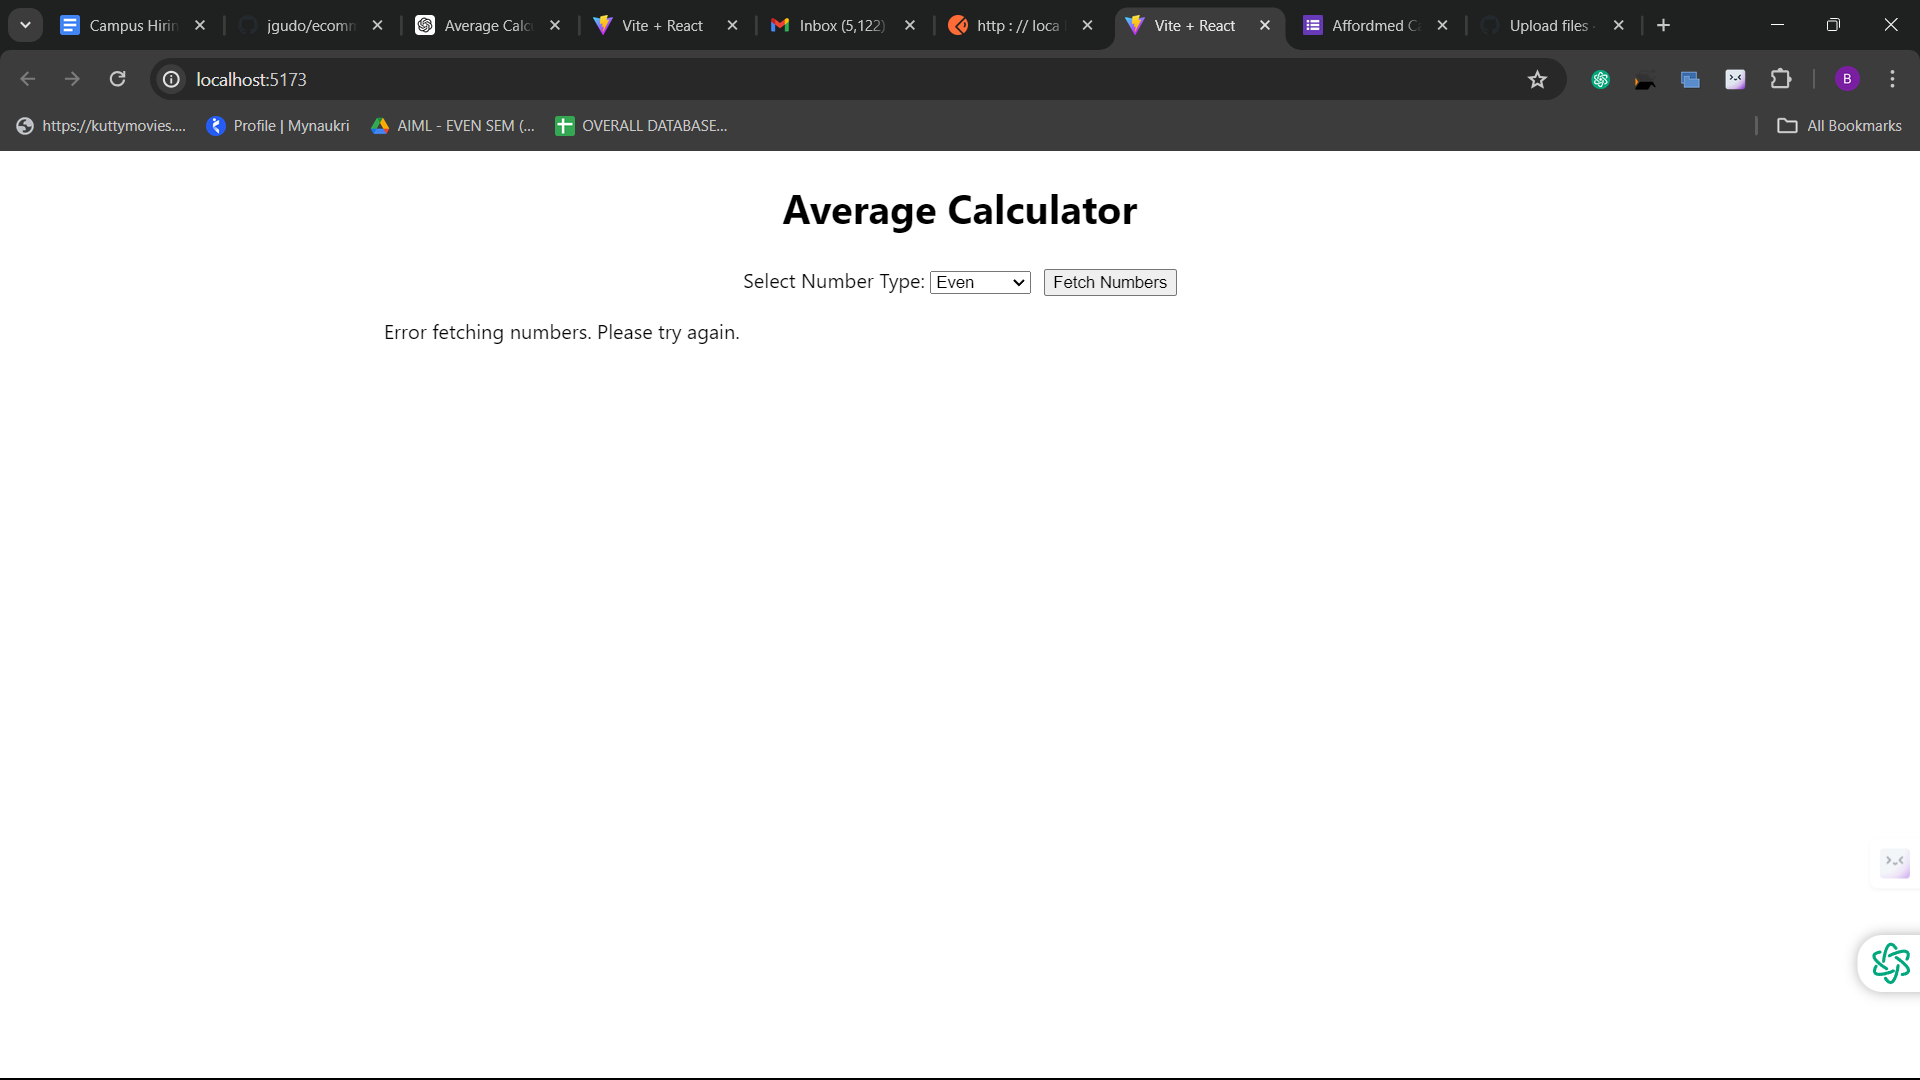 Campus Hirin
jgudo/ecomm
Average Calc
Vite + React
Inbox (5,122)
http : // loca
Vite + React
Affordmed Ca
Upload files
localhost:5173
B
https://kuttymovies....
Profile | Mynaukri
AIML - EVEN SEM (...
OVERALL DATABASE...
All Bookmarks
Average Calculator
Select Number Type: Even Fetch Numbers
Error fetching numbers. Please try again.